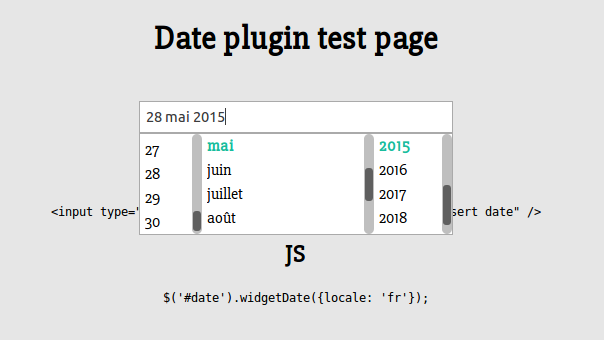 Date plugin test page
28 mai 2015
27 mai 2015
28 juin 2016
29 juillet 2017
30 août 2018
<input type=" sert date" />
JS
$('#date').widgetDate({locale: 'fr'});